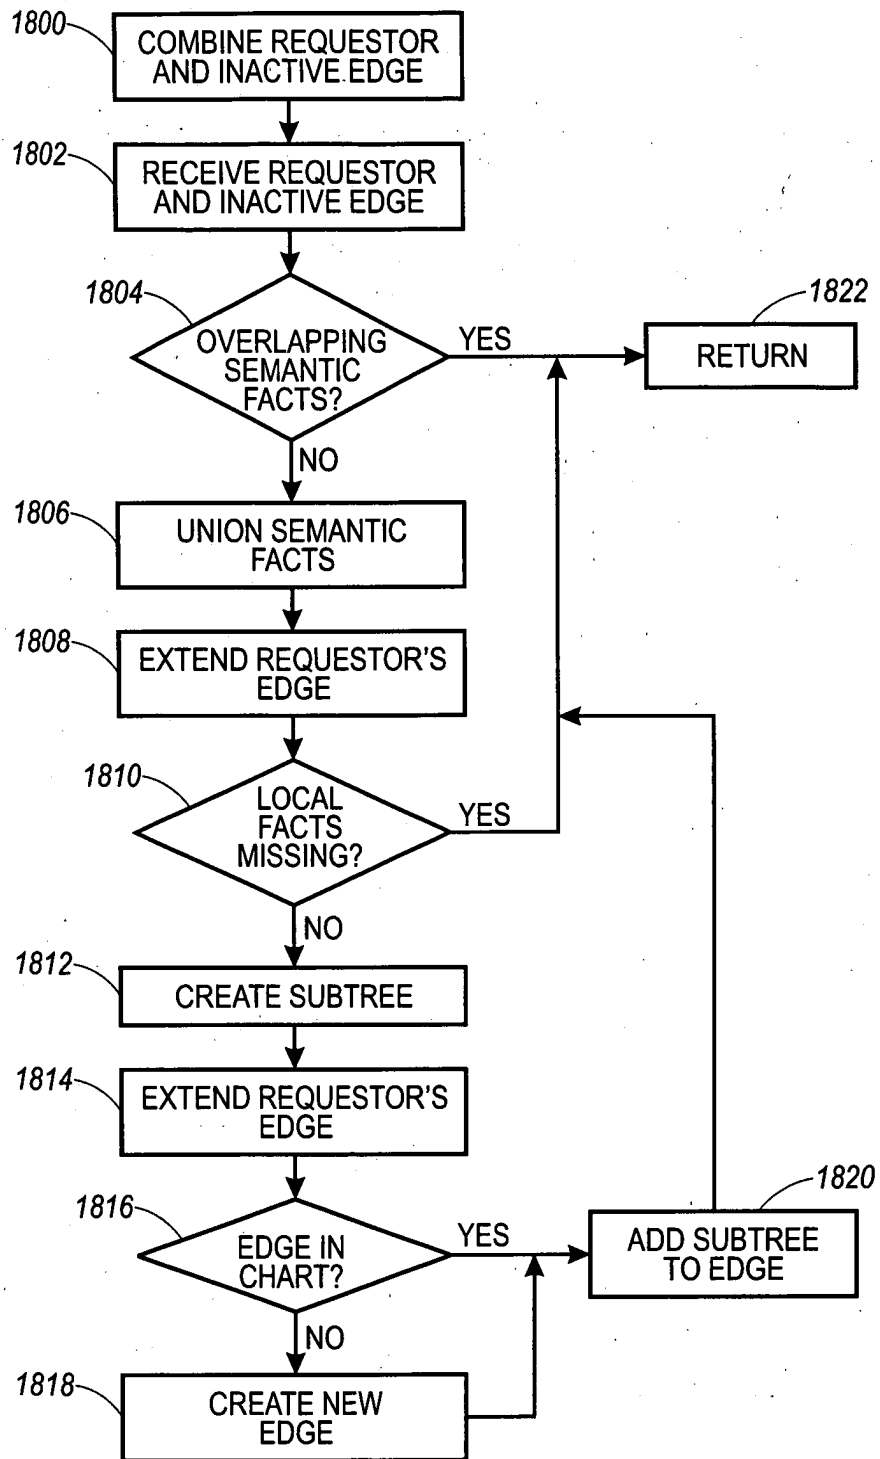 1800
COMBINE REQUESTOR
AND INACTIVE EDGE
1802
RECEIVE REQUESTOR
AND INACTIVE EDGE
1804
OVERLAPPING
SEMANTIC
FACTS?
YES
1822
RETURN
NO
1806
UNION SEMANTIC
FACTS
1808
EXTEND REQUESTOR'S
EDGE
1810
LOCAL
FACTS
MISSING?
YES
NO
1812
CREATE SUBTREE
1814
EXTEND REQUESTOR'S
EDGE
1816
EDGE IN
CHART?
YES
1820
ADD SUBTREE
TO EDGE
NO
1818
CREATE NEW
EDGE